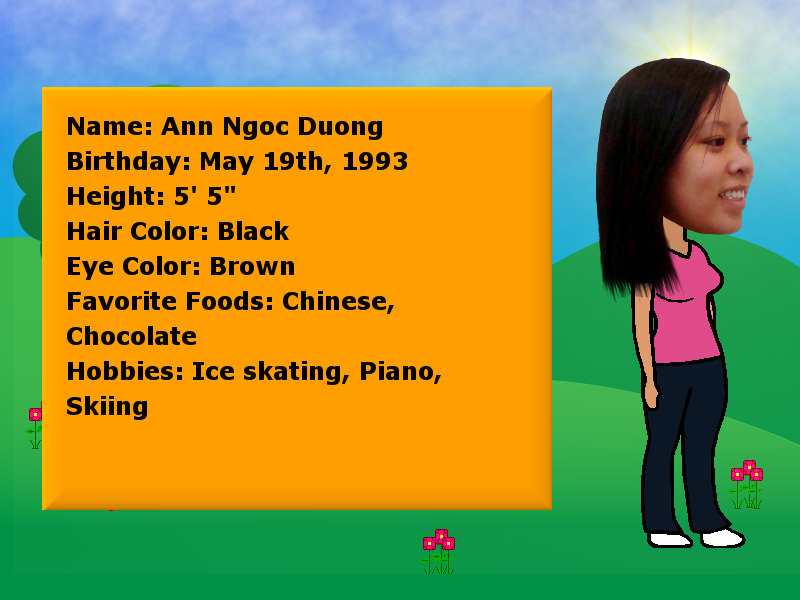 Name: Ann Ngoc Duong
Birthday: May 19th, 1993
Height: 5' 5"
Hair Color: Black
Eye Color: Brown
Favorite Foods: Chinese,
Chocolate
Hobbies: Ice skating, Piano,
Skiing